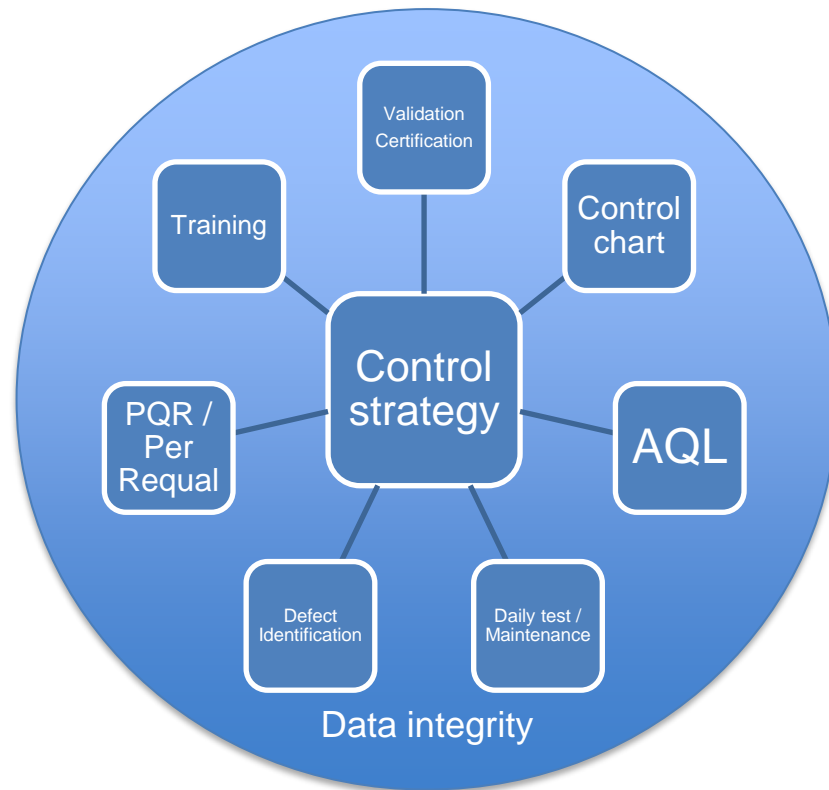 Validation
Certification
Training
Control
chart
Control
strategy
PQR /
Per
Requal
AQL
Defect
Identification
Daily test /
Maintenance
Data integrity